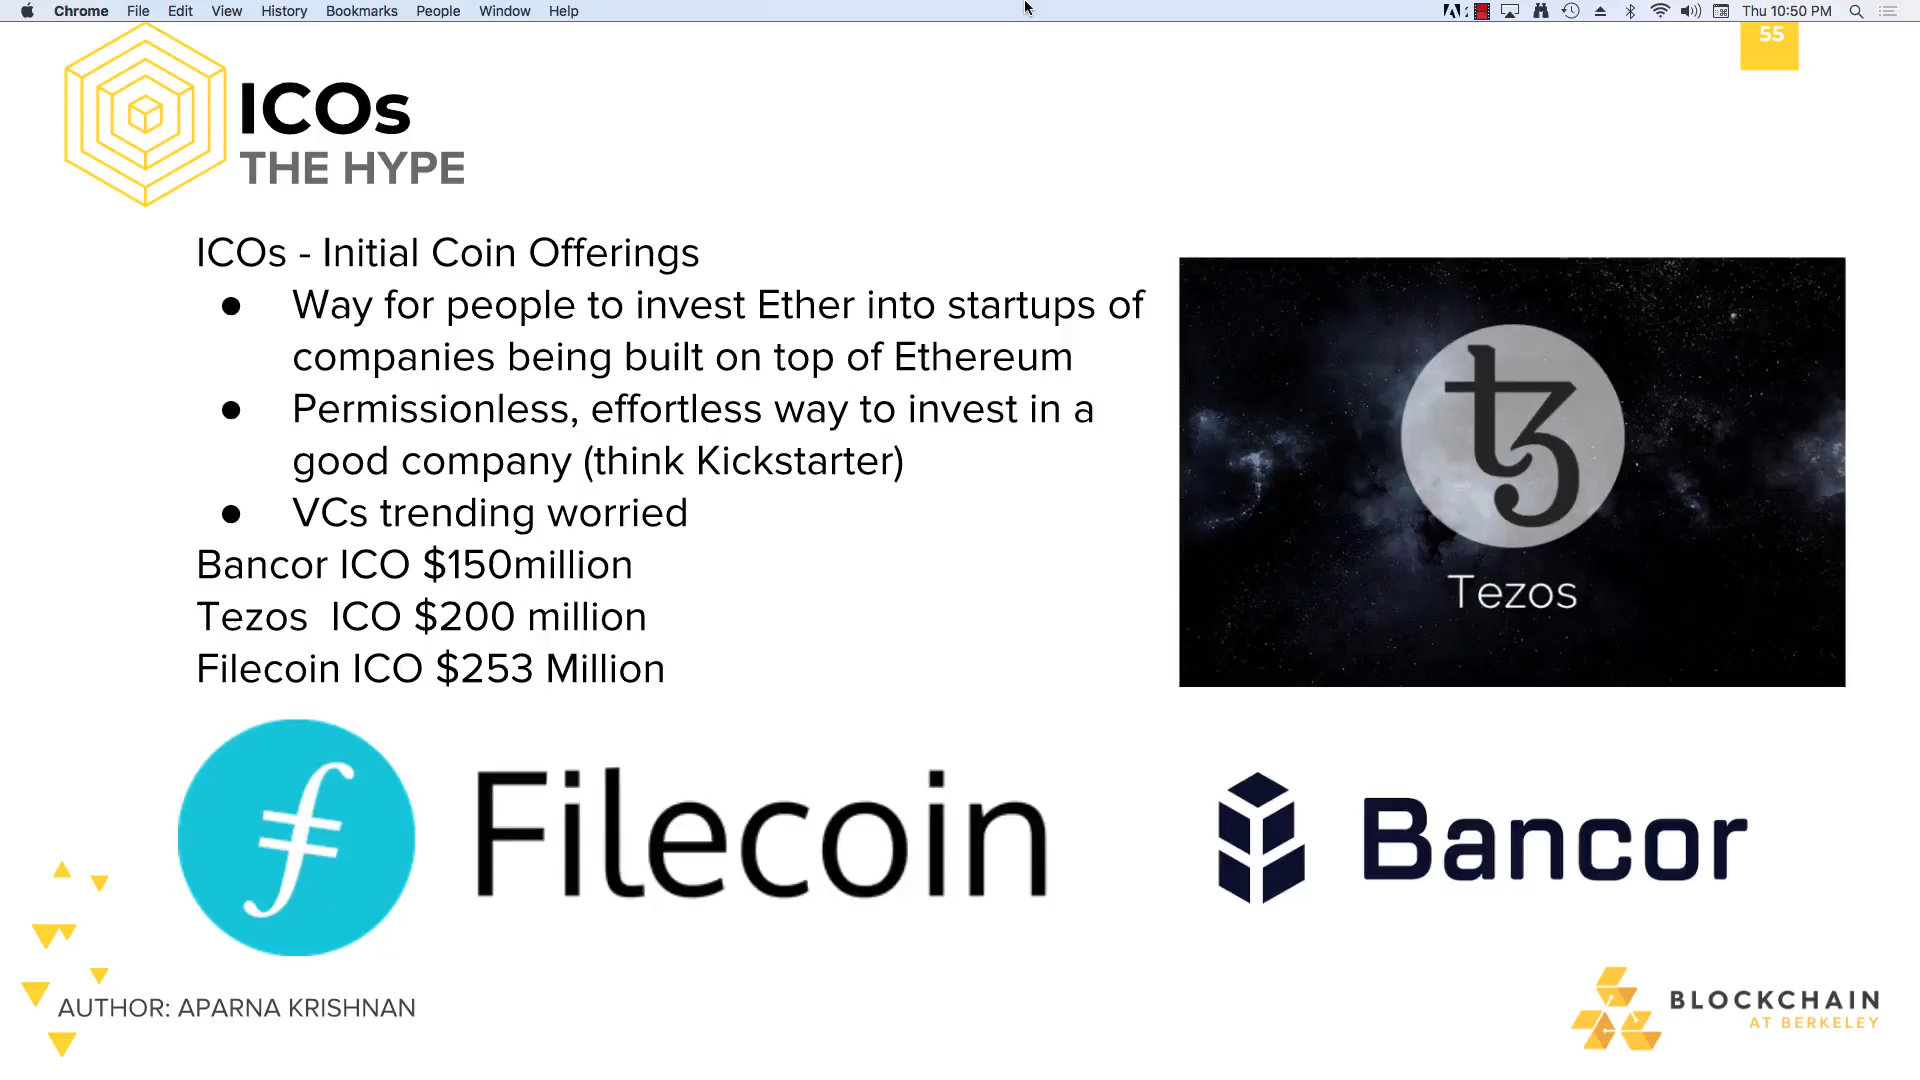 Chrome File Edit View History Bookmarks People Window Help
Thu 10:50 PM
55
ICOs
THE HYPE
ICOs - Initial Coin Offerings
● Way for people to invest Ether into startups of
companies being built on top of Ethereum
● Permissionless, effortless way to invest in a
good company (think Kickstarter)
● VCs trending worried
Bancor ICO $150million
Tezos ICO $200 million
Filecoin ICO $253 Million
Tezos
Filecoin
Bancor
AUTHOR: APARNA KRISHNAN
BLOCKCHAIN
AT BERKELEY